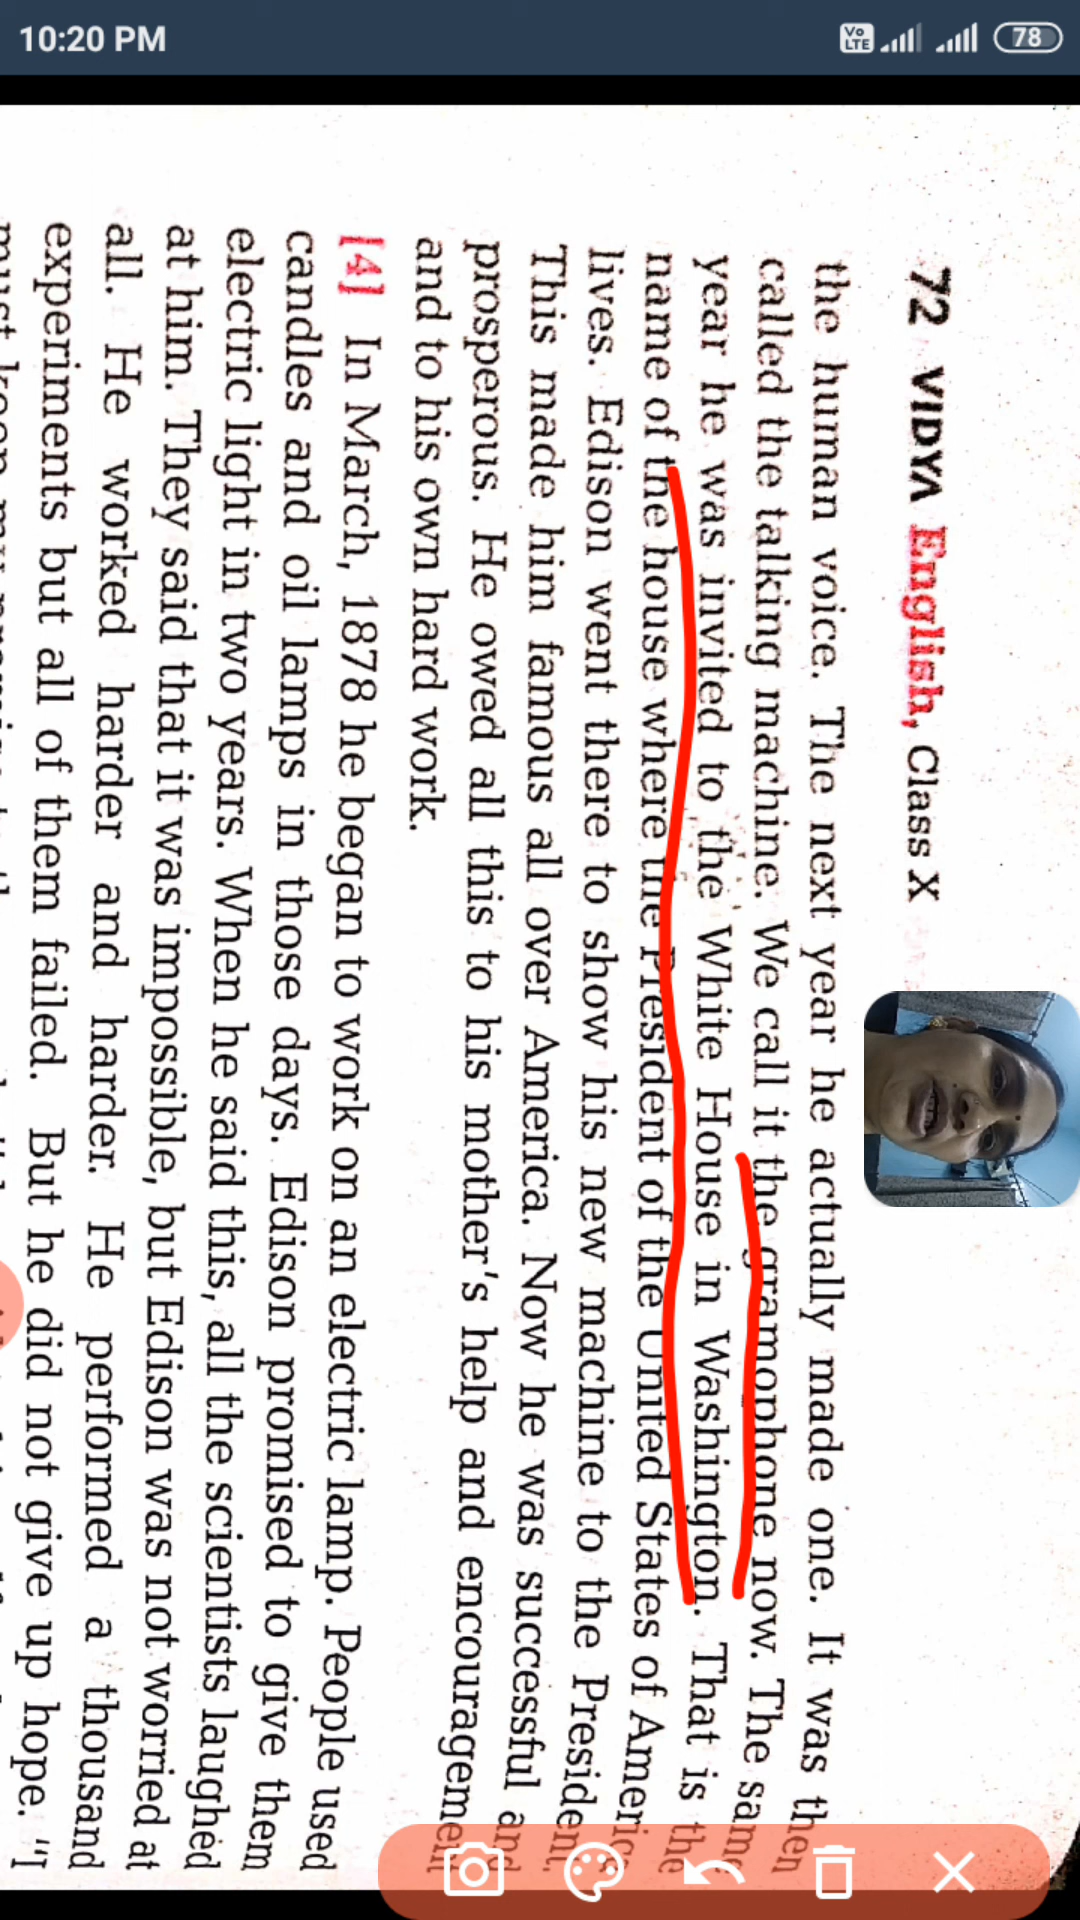 10:20 PM
Vo LTE
78
72 VIDYA English, Class X
the human voice. The next year he actually made one. It was then
called the talking machine. We call it the gramophone now. The same
year he was invited to the White House in Washington. That is the
name of the house where the President of the United States of America
lives. Edison went there to show his new machine to the President.
This made him famous all over America. Now he was successful and
prosperous. He owed all this to his mother's help and encouragement
and to his own hard work.
[4] In March, 1878 he began to work on an electric lamp. People used
candles and oil lamps in those days. Edison promised to give them
electric light in two years. When he said this, all the scientists laughed
at him. They said that it was impossible, but Edison was not worried at
all. He worked harder and harder. He performed a thousand
experiments but all of them failed. But he did not give up hope. "I